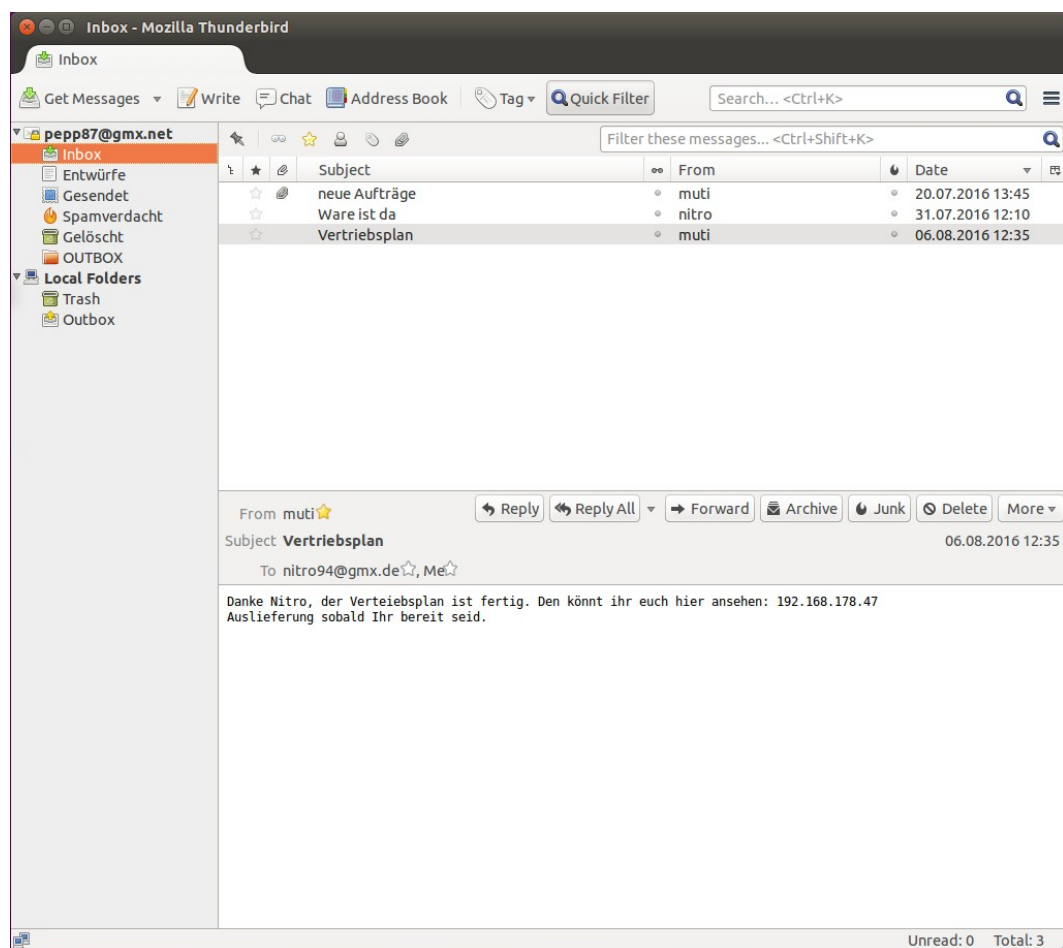 Inbox - Mozilla Thunderbird
Inbox
Get Messages Write Chat Address Book Tag Quick Filter Search... <Ctrl+K>
pepp87@gmx.net
Inbox
Entwürfe
Gesendet
Spamverdacht
Gelöscht
OUTBOX
Local Folders
Trash
Outbox
Filter these messages... <Ctrl+Shift+K>
Subject From Date
neue Aufträge muti 20.07.2016 13:45
Ware ist da nitro 31.07.2016 12:10
Vertriebsplan muti 06.08.2016 12:35
From muti Reply Reply All Forward Archive Junk Delete More
Subject Vertriebsplan 06.08.2016 12:35
To nitro94@gmx.de, Me
Danke Nitro, der Verteiebsplan ist fertig. Den könnt ihr euch hier ansehen: 192.168.178.47
Auslieferung sobald Ihr bereit seid.
Unread: 0 Total: 3